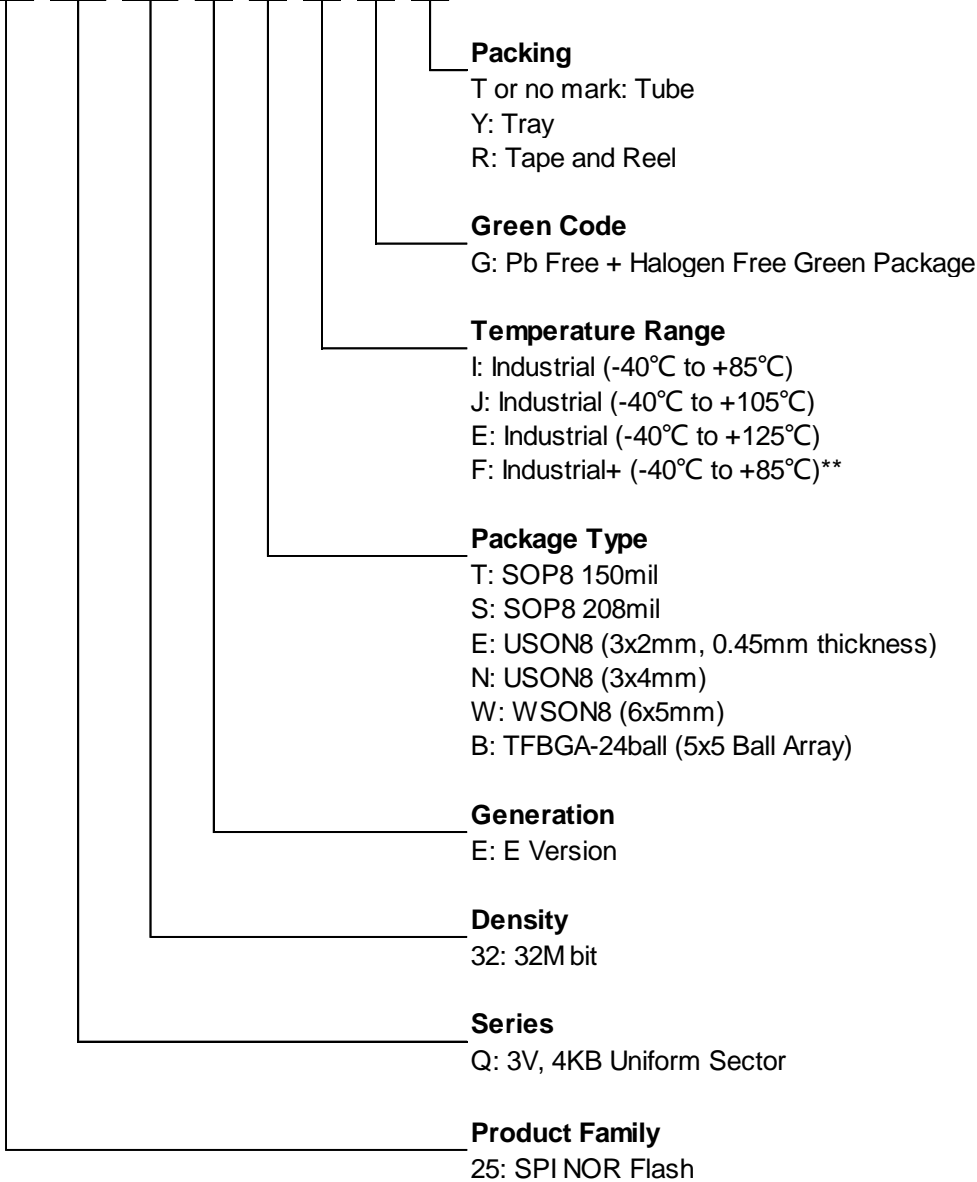 Packing
T or no mark: Tube
Y: Tray
R: Tape and Reel
Green Code
G: Pb Free + Halogen Free Green Package
Temperature Range
I: Industrial (-40℃ to +85℃)
J: Industrial (-40℃ to +105℃)
E: Industrial (-40℃ to +125℃)
F: Industrial+ (-40℃ to +85℃)**
Package Type
T: SOP8 150mil
S: SOP8 208mil
E: USON8 (3x2mm, 0.45mm thickness)
N: USON8 (3x4mm)
W: WSON8 (6x5mm)
B: TFBGA-24ball (5x5 Ball Array)
Generation
E: E Version
Density
32: 32M bit
Series
Q: 3V, 4KB Uniform Sector
Product Family
25: SPI NOR Flash